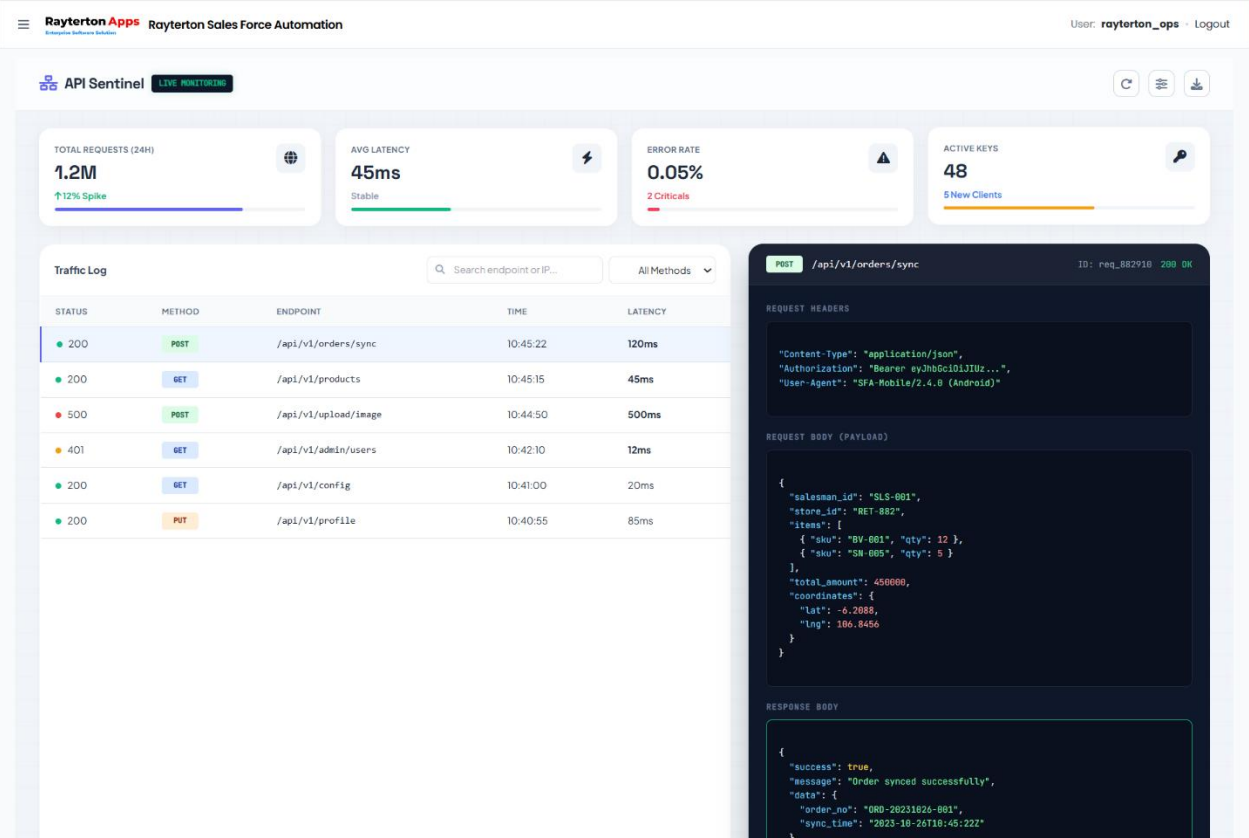 Rayterton Apps Rayterton Sales Force Automation User: rayterton_ops · Logout
Enterprise Software Solution
API Sentinel LIVE MONITORING
TOTAL REQUESTS (24H)
1.2M
↑12% Spike
AVG LATENCY
45ms
Stable
ERROR RATE
0.05%
2 Criticals
ACTIVE KEYS
48
5 New Clients
Traffic Log Search endpoint or IP... All Methods
STATUS METHOD ENDPOINT TIME LATENCY
200 POST /api/v1/orders/sync 10:45:22 120ms
200 GET /api/v1/products 10:45:15 45ms
500 POST /api/v1/upload/image 10:44:50 500ms
401 GET /api/v1/admin/users 10:42:10 12ms
200 GET /api/v1/config 10:41:00 20ms
200 PUT /api/v1/profile 10:40:55 85ms
POST /api/v1/orders/sync ID: req_882910 200 OK
REQUEST HEADERS
"Content-Type": "application/json",
"Authorization": "Bearer eyJhbGciOiJIUz...",
"User-Agent": "SFA-Mobile/2.4.0 (Android)"
REQUEST BODY (PAYLOAD)
{
"salesman_id": "SLS-001",
"store_id": "RET-882",
"items": [
{ "sku": "BV-001", "qty": 12 },
{ "sku": "SN-005", "qty": 5 }
],
"total_amount": 450000,
"coordinates": {
"lat": -6.2088,
"lng": 106.8456
}
}
RESPONSE BODY
{
"success": true,
"message": "Order synced successfully",
"data": {
"order_no": "ORD-20231026-001",
"sync_time": "2023-10-26T10:45:22Z"
}